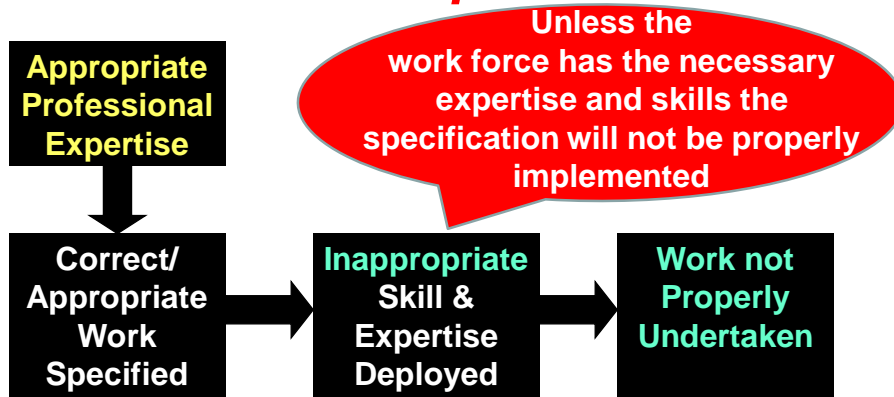 Unless the
work force has the necessary
expertise and skills the
specification will not be properly
implemented
Appropriate
Professional
Expertise
Correct/
Appropriate
Work
Specified
Inappropriate
Skill &
Expertise
Deployed
Work not
Properly
Undertaken